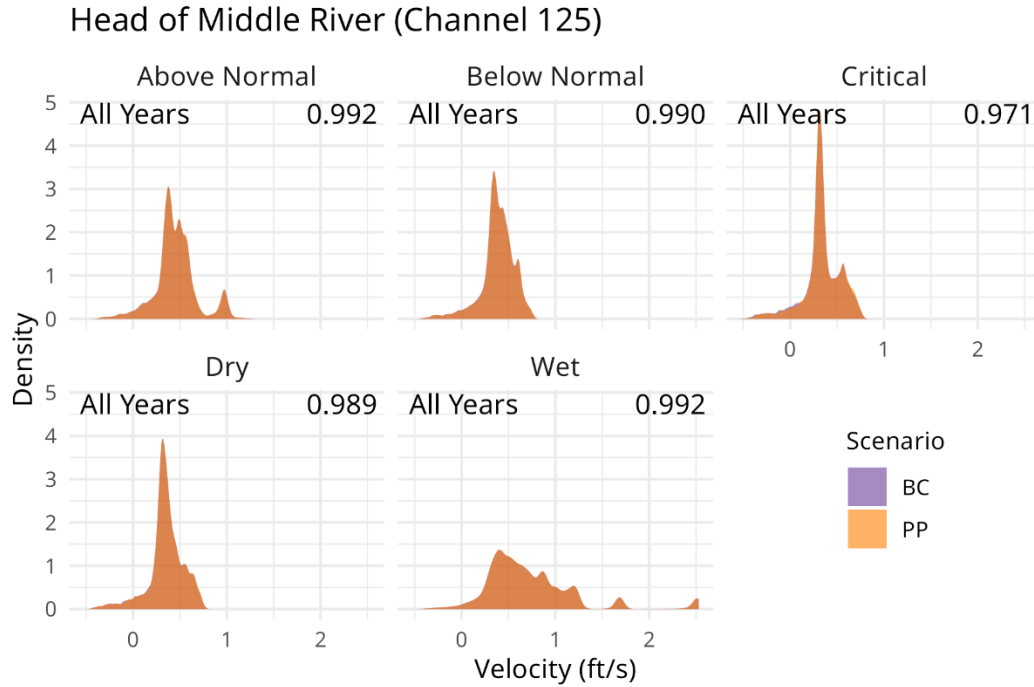 Head of Middle River (Channel 125)
Above Normal
Below Normal
Critical
All Years 0.992
All Years 0.990
All Years 0.971
5
4
3
2
1
0
0 1 2
Dry
Wet
All Years 0.989
All Years 0.992
5
4
3
2
1
0
0 1 2
0 1 2
Density
Velocity (ft/s)
Scenario
BC
PP